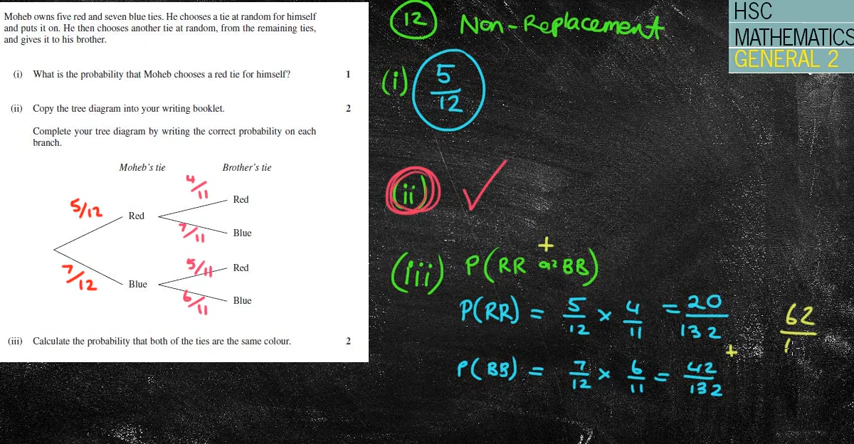 Moheb owns five red and seven blue ties. He chooses a tie at random for himself
and puts it on. He then chooses another tie at random, from the remaining ties,
and gives it to his brother.
(i) What is the probability that Moheb chooses a red tie for himself? 1
(ii) Copy the tree diagram into your writing booklet. 2
Complete your tree diagram by writing the correct probability on each
branch.
Moheb's tie Brother's tie
4/11
Red
5/12
Red
7/11
Blue
5/11
Red
7/12
Blue
6/11
Blue
(iii) Calculate the probability that both of the ties are the same colour. 2
12 Non-Replacement
(i) 5/12
(ii) ✓
+
(iii) P(RR or BB)
P(RR) = 5/12 × 4/11 = 20/132
+
P(BB) = 7/12 × 6/11 = 42/132
62
HSC
MATHEMATICS
GENERAL 2